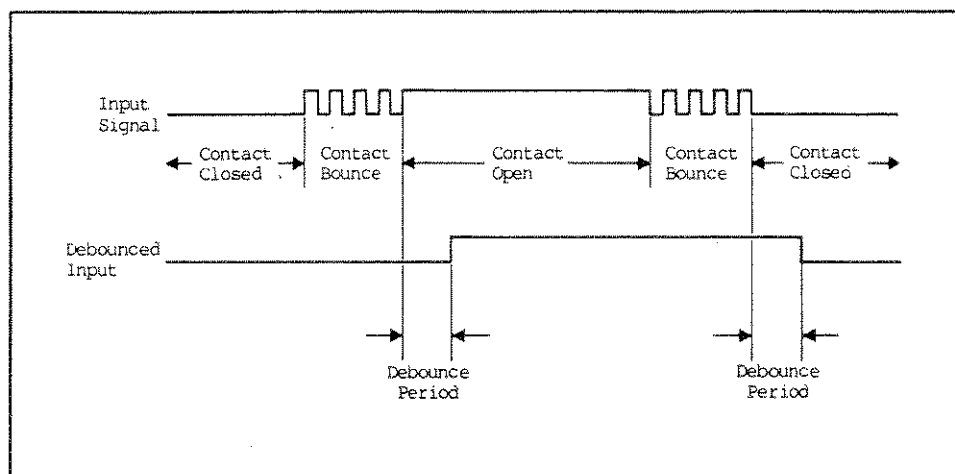 Input
Signal
Contact
Closed
Contact
Bounce
Contact
Open
Contact
Bounce
Contact
Closed
Debounced
Input
Debounce
Period
Debounce
Period